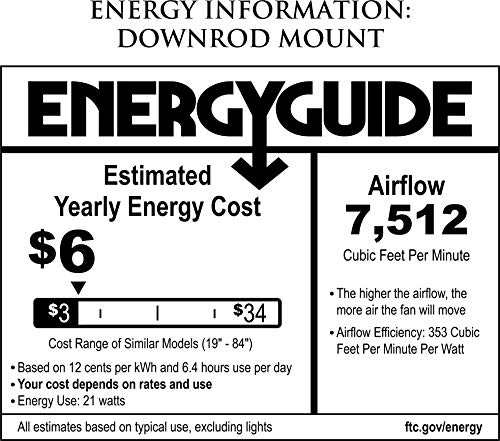 ENERGY INFORMATION:
DOWNROD MOUNT
ENERGYGUIDE
Estimated
Yearly Energy Cost
$6
$3
$34
Cost Range of Similar Models (19" - 84")
• Based on 12 cents per kWh and 6.4 hours use per day
• Your cost depends on rates and use
• Energy Use: 21 watts
Airflow
7,512
Cubic Feet Per Minute
• The higher the airflow, the
more air the fan will move
• Airflow Efficiency: 353 Cubic
Feet Per Minute Per Watt
All estimates based on typical use, excluding lights
ftc.gov/energy